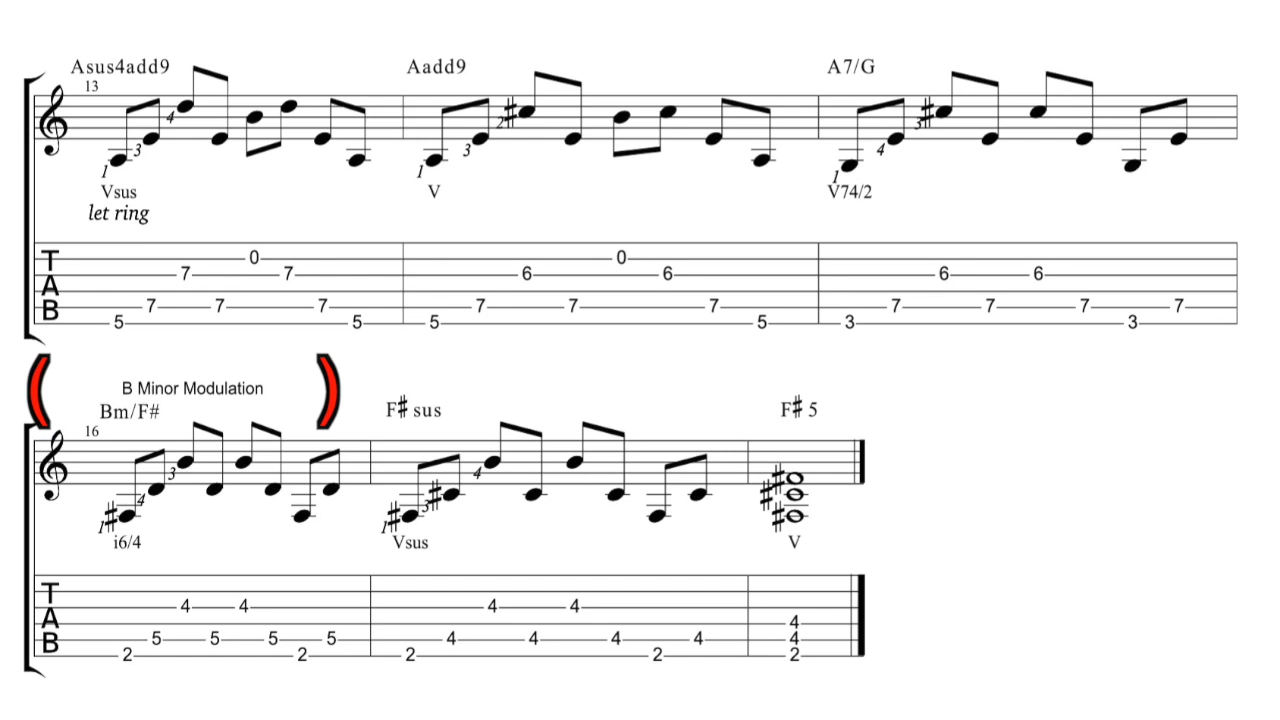 Asus4add9 Aadd9 A7/G
13
4 3 1 3 2 1 3 4 1
Vsus V V74/2
let ring
T
A
B
5 7 7 7 0 7 7 5 5 7 6 7 0 6 7 5 3 7 6 7 6 7 3 7
( B Minor Modulation )
Bm/F# F# sus F# 5
16
3 4 1 4 3 1
i6/4 Vsus V
T
A
B
2 5 4 5 4 5 2 5 2 4 4 4 4 4 2 4 4 4 2